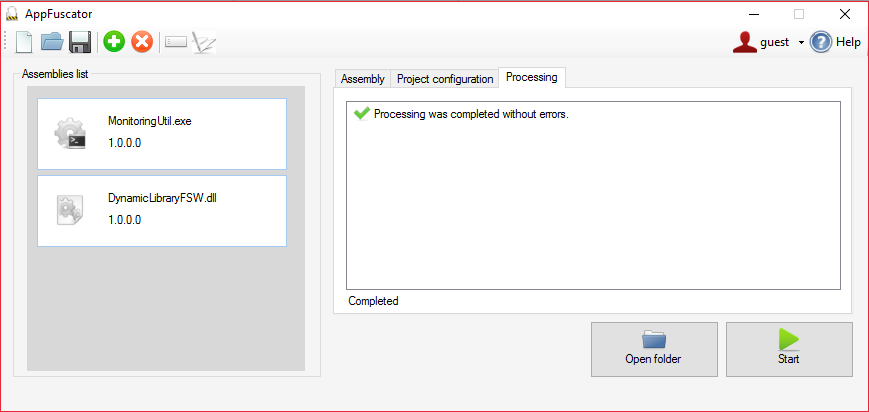 AppFuscator
guest
Help
Assemblies list
MonitoringUtil.exe
1.0.0.0
DynamicLibraryFSW.dll
1.0.0.0
Assembly
Project configuration
Processing
Processing was completed without errors.
Completed
Open folder
Start